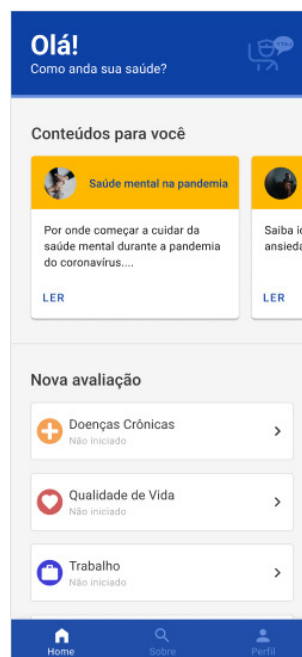 Olá!
Como anda sua saúde?
Conteúdos para você
Saúde mental na pandemia
Por onde começar a cuidar da
saúde mental durante a pandemia
do coronavírus....
LER
Saiba
LER
Nova avaliação
Doenças Crônicas
Não iniciado
Qualidade de Vida
Não iniciado
Trabalho
Não iniciado
Home
Sobre
Perfil